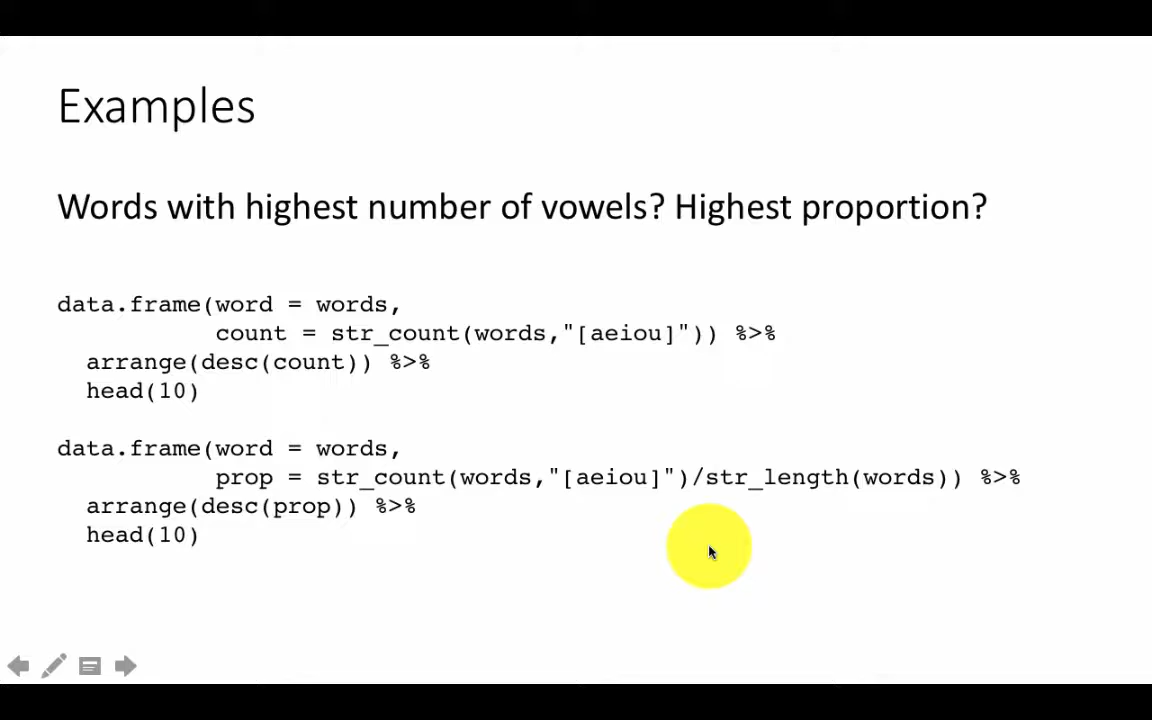 Examples
Words with highest number of vowels? Highest proportion?
data.frame(word = words,
           count = str_count(words,"[aeiou]")) %>%
  arrange(desc(count)) %>%
  head(10)
data.frame(word = words,
           prop = str_count(words,"[aeiou]")/str_length(words)) %>%
  arrange(desc(prop)) %>%
  head(10)